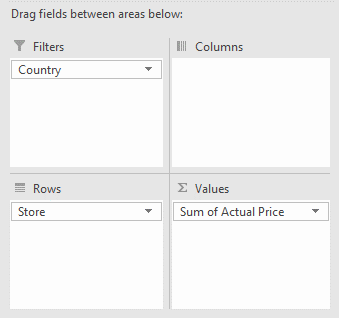 Drag fields between areas below:
Filters
Columns
Country
Rows
Values
Store
Sum of Actual Price